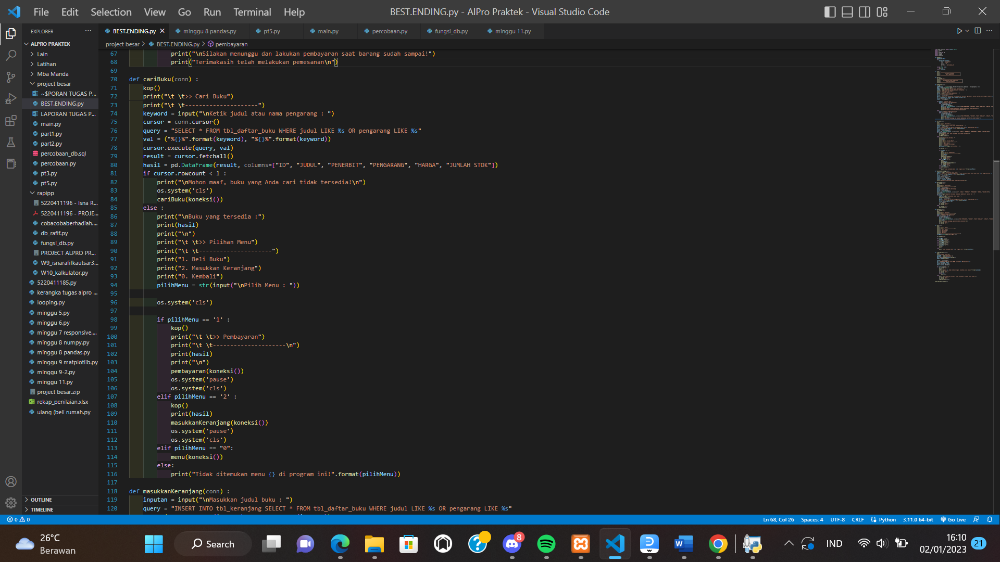 File Edit Selection View Go Run Terminal Help
BEST.ENDING.py - AlPro Praktek - Visual Studio Code
EXPLORER
ALPRO PRAKTEK
Lain
Latihan
Mba Manda
project besar
~$PORAN TUGAS P...
BEST.ENDING.py
LAPORAN TUGAS P...
main.py
part1.py
part2.py
percobaan_db.sql
percobaan.py
pt3.py
pt5.py
rapipp
5220411196 - Isna R...
5220411196 - PROJE...
cobacobaberhadiah....
db_rafif.py
fungsi_db.py
PROJECT ALPRO PR...
W9_isnarafifkautsar3...
W10_kalkulator.py
5220411185.py
kerangka tugas alpro ...
looping.py
minggu 5.py
minggu 6.py
minggu 7 responsive....
minggu 8 numpy.py
minggu 8 pandas.py
minggu 9 matplotlib.py
minggu 9-2.py
minggu 11.py
project besar.zip
rekap_penilaian.xlsx
ulang (beli rumah.py
OUTLINE
TIMELINE
BEST.ENDING.py minggu 8 pandas.py pt5.py main.py percobaan.py fungsi_db.py minggu 11.py
project besar > BEST.ENDING.py > pembayaran
67 print("\nSilakan menunggu dan lakukan pembayaran saat barang sudah sampai!")
68 print("Terimakasih telah melakukan pemesanan\n")
69
70 def cariBuku(conn) :
71 kop()
72 print("\t \t>> Cari Buku")
73 print("\t \t---------------------")
74 keyword = input("\nKetik judul atau nama pengarang : ")
75 cursor = conn.cursor()
76 query = "SELECT * FROM tbl_daftar_buku WHERE judul LIKE %s OR pengarang LIKE %s"
77 val = ("%{}%".format(keyword), "%{}%".format(keyword))
78 cursor.execute(query, val)
79 result = cursor.fetchall()
80 hasil = pd.DataFrame(result, columns=["ID", "JUDUL", "PENERBIT", "PENGARANG", "HARGA", "JUMLAH STOK"])
81 if cursor.rowcount < 1 :
82 print("\nMohon maaf, buku yang Anda cari tidak tersedia!\n")
83 os.system('cls')
84 cariBuku(koneksi())
85 else :
86 print("\nBuku yang tersedia :")
87 print(hasil)
88 print("\n")
89 print("\t \t>> Pilihan Menu")
90 print("\t \t---------------------")
91 print("1. Beli Buku")
92 print("2. Masukkan Keranjang")
93 print("0. Kembali")
94 pilihMenu = str(input("\nPilih Menu : "))
95
96 os.system('cls')
97
98 if pilihMenu == '1' :
99 kop()
100 print("\t \t>> Pembayaran")
101 print("\t \t---------------------\n")
102 print(hasil)
103 print("\n")
104 pembayaran(koneksi())
105 os.system('pause')
106 os.system('cls')
107 elif pilihMenu == '2' :
108 kop()
109 print(hasil)
110 masukkanKeranjang(koneksi())
111 os.system('pause')
112 os.system('cls')
113 elif pilihMenu == "0":
114 menu(koneksi())
115 else:
116 print("Tidak ditemukan menu {} di program ini!".format(pilihMenu))
117
118 def masukkanKeranjang(conn) :
119 inputan = input("\nMasukkan judul buku : ")
120 query = "INSERT INTO tbl_keranjang SELECT * FROM tbl_daftar_buku WHERE judul LIKE %s OR pengarang LIKE %s"
0 0 Ln 68, Col 26 Spaces: 4 UTF-8 CRLF Python 3.11.0 64-bit Go Live
26°C
Berawan
Search
8
IND
16:10
02/01/2023
21